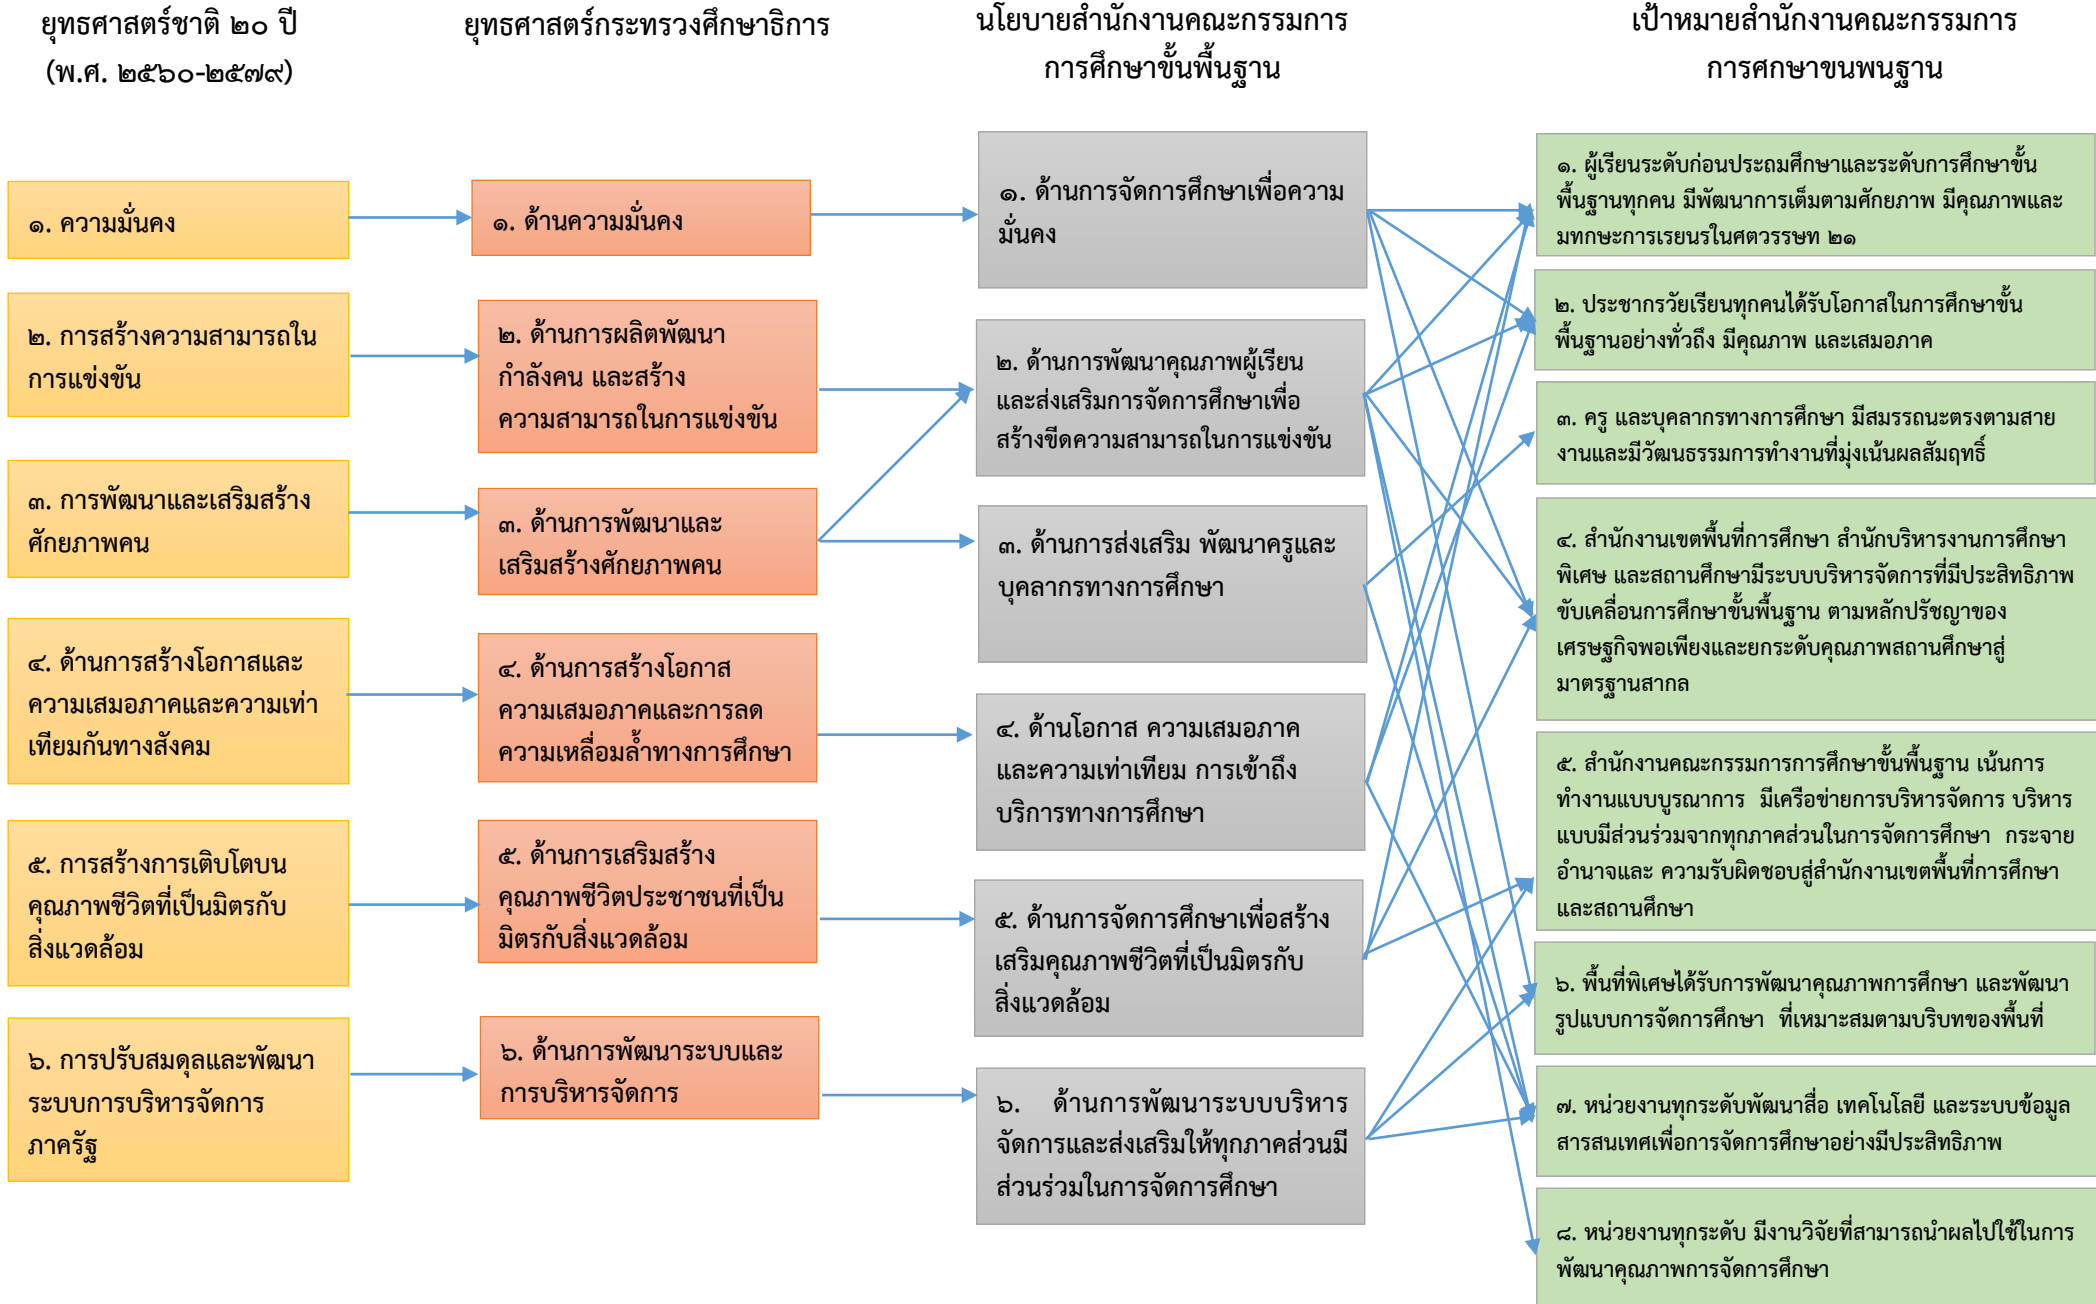 ยุทธศาสตร์ชาติ ๒๐ ปี
(พ.ศ. ๒๕๖๐-๒๕๗๙)
ยุทธศาสตร์กระทรวงศึกษาธิการ
นโยบายสำนักงานคณะกรรมการ
การศึกษาขั้นพื้นฐาน
เป้าหมายสำนักงานคณะกรรมการ
การศกษาขนพนฐาน
๑. ความมั่นคง
๒. การสร้างความสามารถใน
การแข่งขัน
๓. การพัฒนาและเสริมสร้าง
ศักยภาพคน
๔. ด้านการสร้างโอกาสและ
ความเสมอภาคและความเท่า
เทียมกันทางสังคม
๕. การสร้างการเติบโตบน
คุณภาพชีวิตที่เป็นมิตรกับ
สิ่งแวดล้อม
๖. การปรับสมดุลและพัฒนา
ระบบการบริหารจัดการ
ภาครัฐ
๑. ด้านความมั่นคง
๒. ด้านการผลิตพัฒนา
กำลังคน และสร้าง
ความสามารถในการแข่งขัน
๓. ด้านการพัฒนาและ
เสริมสร้างศักยภาพคน
๔. ด้านการสร้างโอกาส
ความเสมอภาคและการลด
ความเหลื่อมล้ำทางการศึกษา
๕. ด้านการเสริมสร้าง
คุณภาพชีวิตประชาชนที่เป็น
มิตรกับสิ่งแวดล้อม
๖. ด้านการพัฒนาระบบและ
การบริหารจัดการ
๑. ด้านการจัดการศึกษาเพื่อความ
มั่นคง
๒. ด้านการพัฒนาคุณภาพผู้เรียน
และส่งเสริมการจัดการศึกษาเพื่อ
สร้างขีดความสามารถในการแข่งขัน
๓. ด้านการส่งเสริม พัฒนาครูและ
บุคลากรทางการศึกษา
๔. ด้านโอกาส ความเสมอภาค
และความเท่าเทียม การเข้าถึง
บริการทางการศึกษา
๕. ด้านการจัดการศึกษาเพื่อสร้าง
เสริมคุณภาพชีวิตที่เป็นมิตรกับ
สิ่งแวดล้อม
๖. ด้านการพัฒนาระบบบริหาร
จัดการและส่งเสริมให้ทุกภาคส่วนมี
ส่วนร่วมในการจัดการศึกษา
๑. ผู้เรียนระดับก่อนประถมศึกษาและระดับการศึกษาขั้น
พื้นฐานทุกคน มีพัฒนาการเต็มตามศักยภาพ มีคุณภาพและ
มทกษะการเรยนรในศตวรรษท ๒๑
๒. ประชากรวัยเรียนทุกคนได้รับโอกาสในการศึกษาขั้น
พื้นฐานอย่างทั่วถึง มีคุณภาพ และเสมอภาค
๓. ครู และบุคลากรทางการศึกษา มีสมรรถนะตรงตามสาย
งานและมีวัฒนธรรมการทำงานที่มุ่งเน้นผลสัมฤทธิ์
๔. สำนักงานเขตพื้นที่การศึกษา สำนักบริหารงานการศึกษา
พิเศษ และสถานศึกษามีระบบบริหารจัดการที่มีประสิทธิภาพ
ขับเคลื่อนการศึกษาขั้นพื้นฐาน ตามหลักปรัชญาของ
เศรษฐกิจพอเพียงและยกระดับคุณภาพสถานศึกษาสู่
มาตรฐานสากล
๕. สำนักงานคณะกรรมการการศึกษาขั้นพื้นฐาน เน้นการ
ทำงานแบบบูรณาการ มีเครือข่ายการบริหารจัดการ บริหาร
แบบมีส่วนร่วมจากทุกภาคส่วนในการจัดการศึกษา กระจาย
อำนาจและ ความรับผิดชอบสู่สำนักงานเขตพื้นที่การศึกษา
และสถานศึกษา
๖. พื้นที่พิเศษได้รับการพัฒนาคุณภาพการศึกษา และพัฒนา
รูปแบบการจัดการศึกษา ที่เหมาะสมตามบริบทของพื้นที่
๗. หน่วยงานทุกระดับพัฒนาสื่อ เทคโนโลยี และระบบข้อมูล
สารสนเทศเพื่อการจัดการศึกษาอย่างมีประสิทธิภาพ
๘. หน่วยงานทุกระดับ มีงานวิจัยที่สามารถนำผลไปใช้ในการ
พัฒนาคุณภาพการจัดการศึกษา